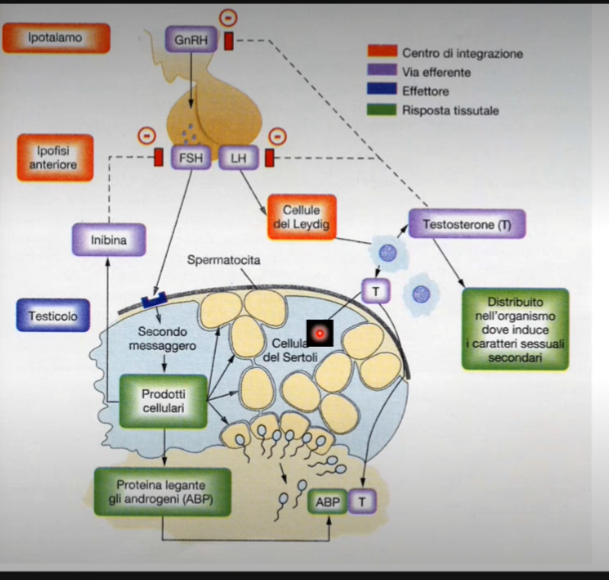 Ipotalamo
GnRH
Centro di integrazione
Via efferente
Effettore
Risposta tissutale
Ipofisi
anteriore
FSH
LH
Cellule
del Leydig
Testosterone (T)
Inibina
Spermatocita
T
Testicolo
Secondo
messaggero
Cellula
del Sertoli
Distribuito
nell'organismo
dove induce
i caratteri sessuali
secondari
Prodotti
cellulari
Proteina legante
gli androgeni (ABP)
ABP
T